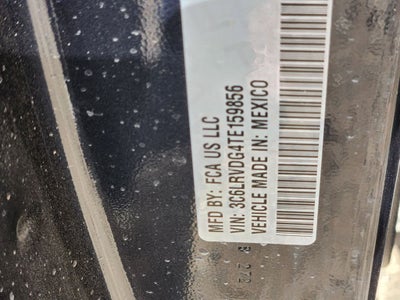 MFD BY: FCA US LLC
VIN: 3C6LRVDG4TE159856
VEHICLE MADE IN: MEXICO